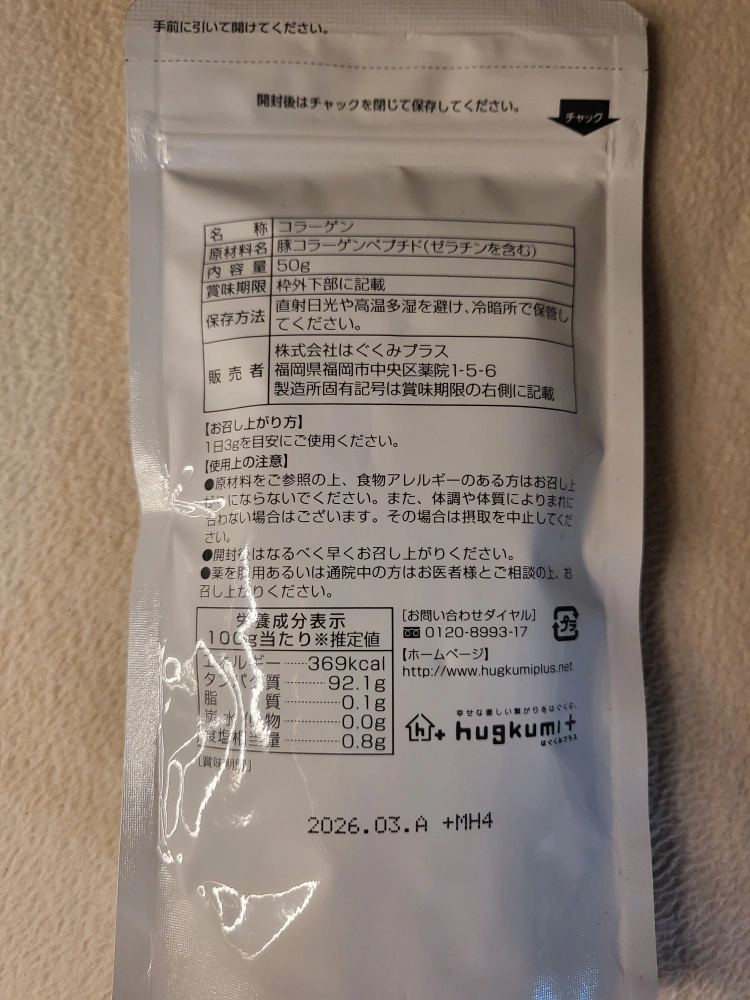 手前に引いて開けてください。
開封後はチャックを閉じて保存してください。
チャック
名 称 コラーゲン
原材料名 豚コラーゲンペプチド(ゼラチンを含む)
内 容 量 50g
賞味期限 枠外下部に記載
保存方法 直射日光や高温多湿を避け、冷暗所で保管し
てください。
販 売 者 株式会社はぐくみプラス
福岡県福岡市中央区薬院1-5-6
製造所固有記号は賞味期限の右側に記載
【お召し上がり方】
1日3gを目安にご使用ください。
【使用上の注意】
●原材料をご参照の上、食物アレルギーのある方はお召し上
がりにならないでください。また、体調や体質によりまれに
合わない場合はございます。その場合は摂取を中止してくだ
さい。
●開封後はなるべく早くお召し上がりください。
●薬を服用あるいは通院中の方はお医者様とご相談の上、お
召し上がりください。
栄養成分表示
100g当たり※推定値
エネルギー……369kcal
タンパク質………92.1g
脂 質………0.1g
炭水化物………0.0g
食塩相当量………0.8g
[賞味期限]
[お問い合わせダイヤル]
0120-8993-17
プラ
【ホームページ】
http://www.hugkumiplus.net
幸せな優しい繋がりをはぐくむ。
h+ hugkumi+
はぐくみプラス
2026.03.A +MH4